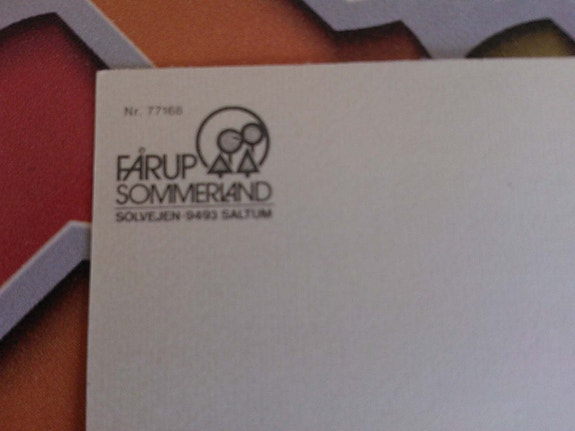 Nr. 77168
FÅRUP
SOMMERLAND
SOLVEJEN · 9493 SALTUM